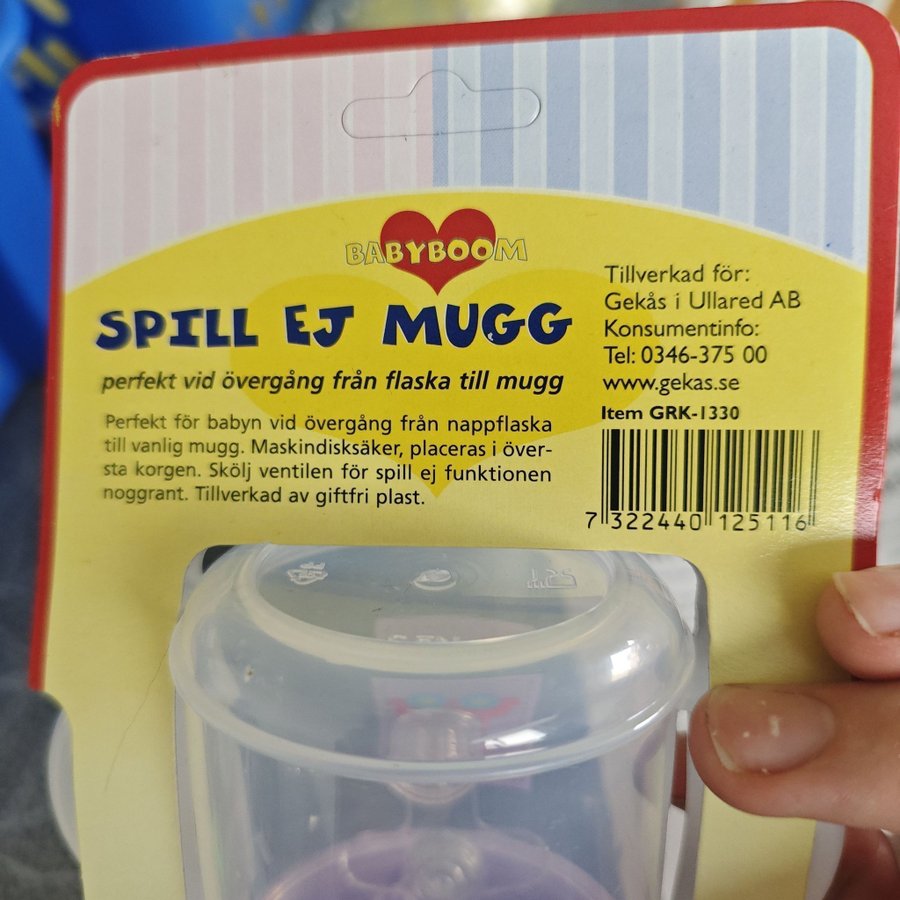 BABYBOOM
SPILL EJ MUGG
perfekt vid övergång från flaska till mugg
Perfekt för babyn vid övergång från nappflaska
till vanlig mugg. Maskindisksäker, placeras i över-
sta korgen. Skölj ventilen för spill ej funktionen
noggrant. Tillverkad av giftfri plast.
Tillverkad för:
Gekås i Ullared AB
Konsumentinfo:
Tel: 0346-375 00
www.gekas.se
Item GRK-1330
7 322440 125116